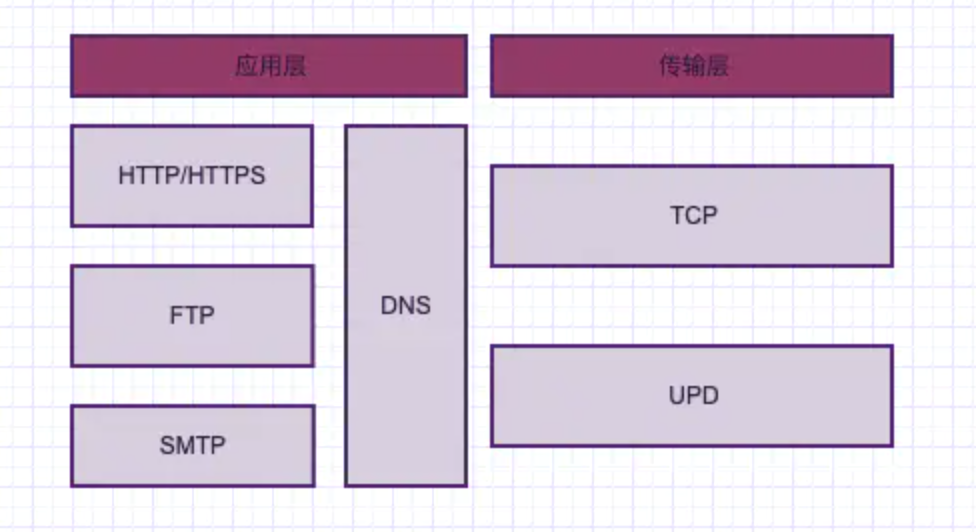 应用层
传输层
HTTP/HTTPS
FTP
SMTP
DNS
TCP
UPD